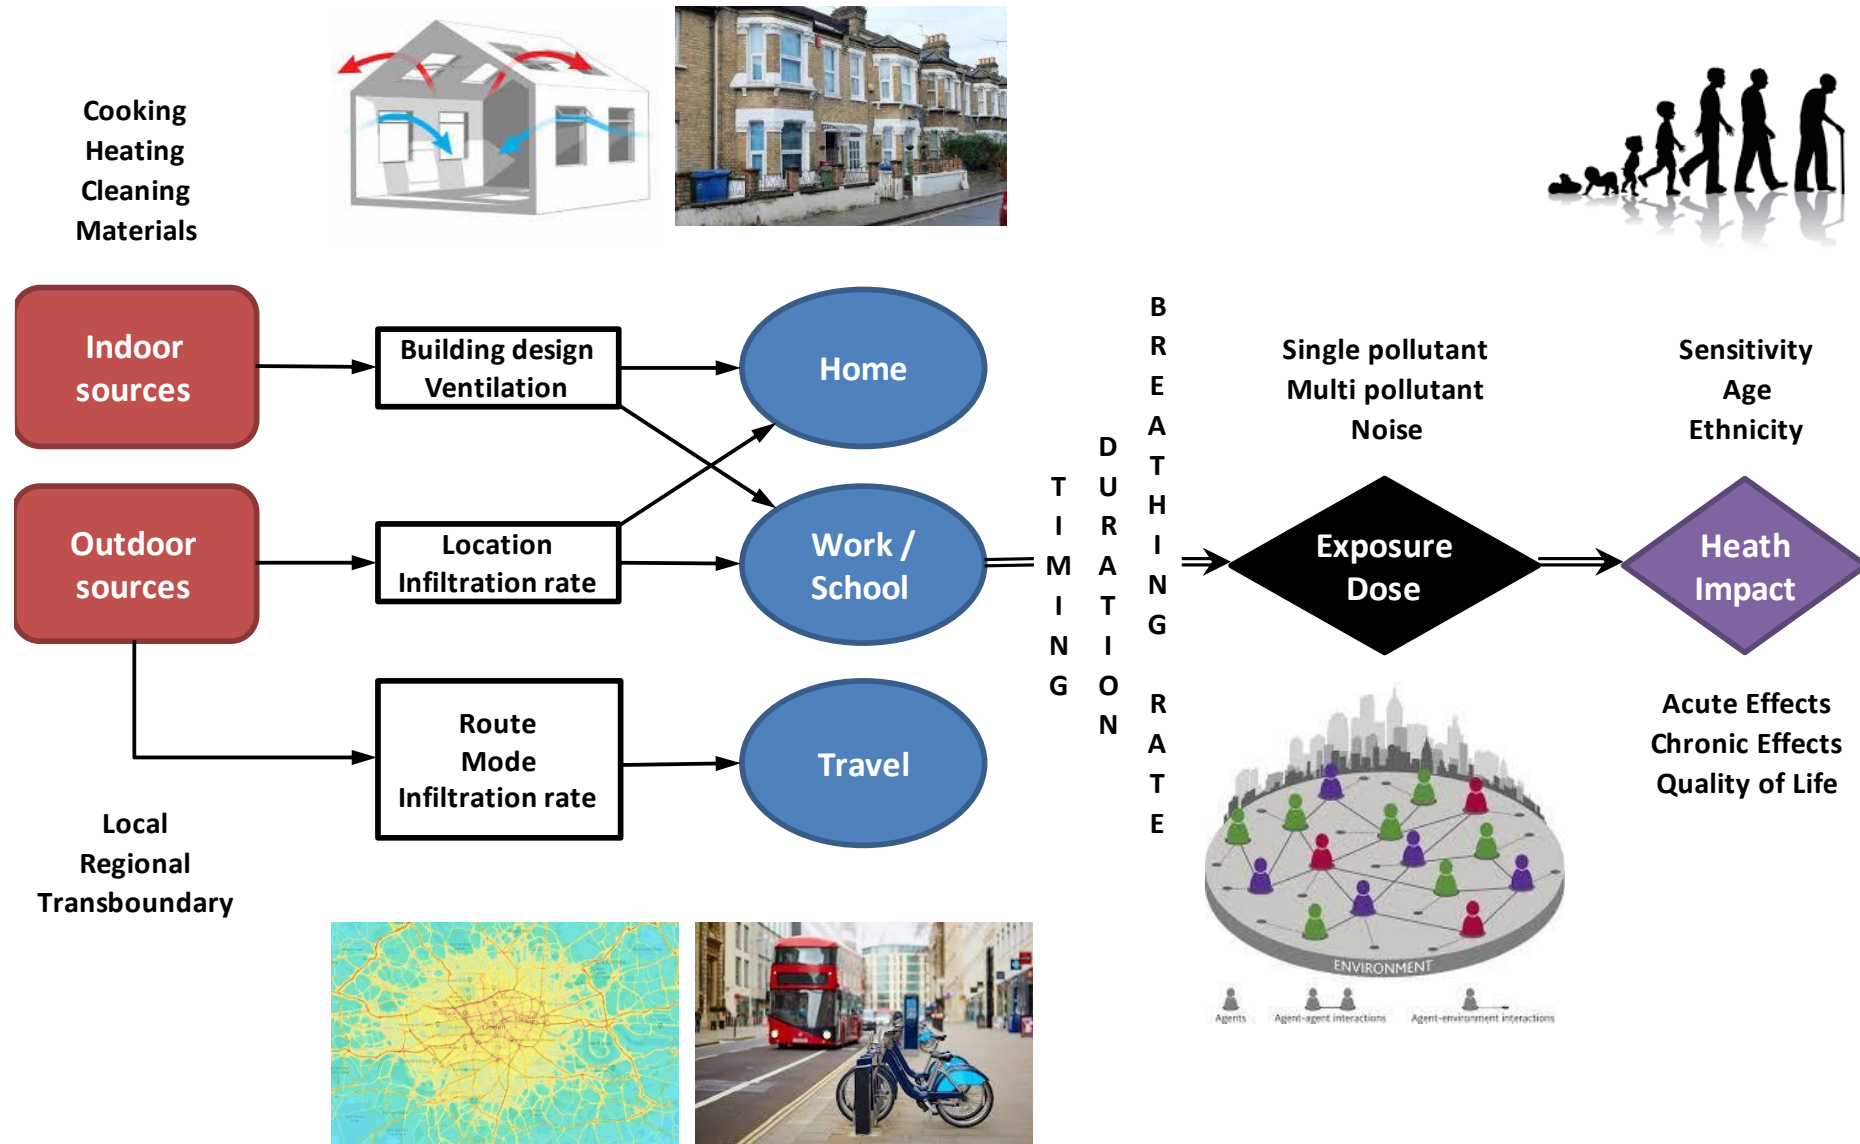 Cooking
Heating
Cleaning
Materials
Indoor
sources
Building design
Ventilation
Home
Outdoor
sources
Location
Infiltration rate
Work /
School
Route
Mode
Infiltration rate
Travel
Local
Regional
Transboundary
TIMING
DURATION
BREATHING RATE
Single pollutant
Multi pollutant
Noise
Exposure
Dose
Sensitivity
Age
Ethnicity
Heath
Impact
Acute Effects
Chronic Effects
Quality of Life
ENVIRONMENT
Agents
Agent-agent interactions
Agent-environment interactions